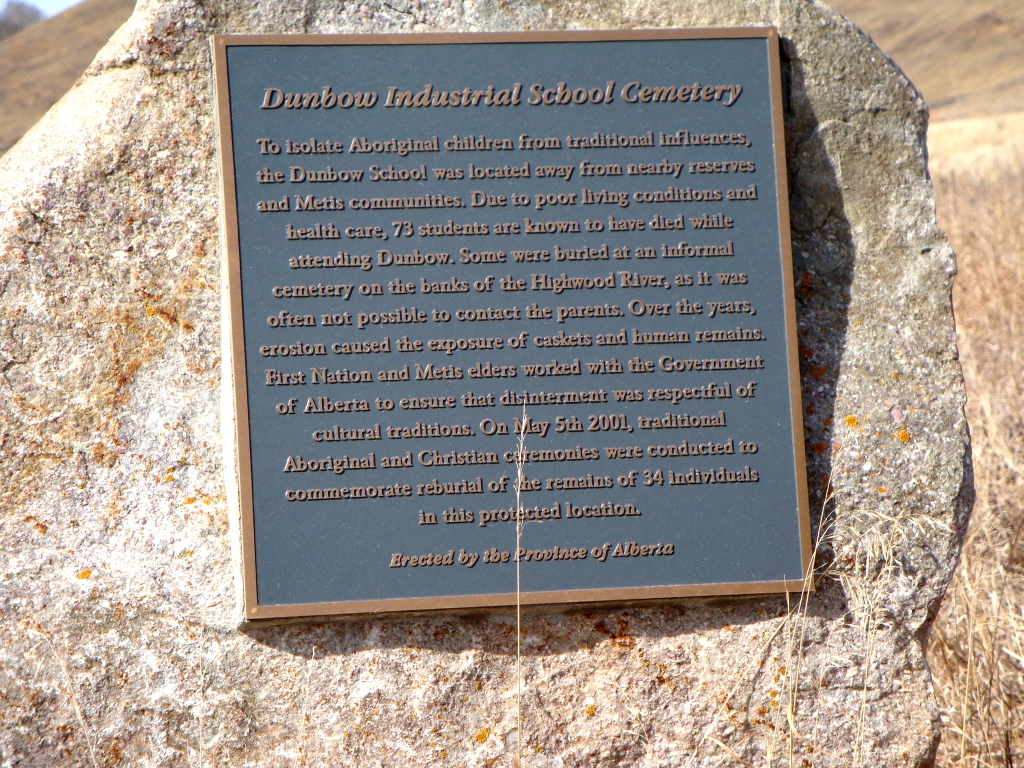 Dunbow Industrial School Cemetery
To isolate Aboriginal children from traditional influences,
the Dunbow School was located away from nearby reserves
and Metis communities. Due to poor living conditions and
health care, 73 students are known to have died while
attending Dunbow. Some were buried at an informal
cemetery on the banks of the Highwood River, as it was
often not possible to contact the parents. Over the years,
erosion caused the exposure of caskets and human remains.
First Nation and Metis elders worked with the Government
of Alberta to ensure that disinterment was respectful of
cultural traditions. On May 5th 2001, traditional
Aboriginal and Christian ceremonies were conducted to
commemorate reburial of the remains of 34 individuals
in this protected location.
Erected by the Province of Alberta